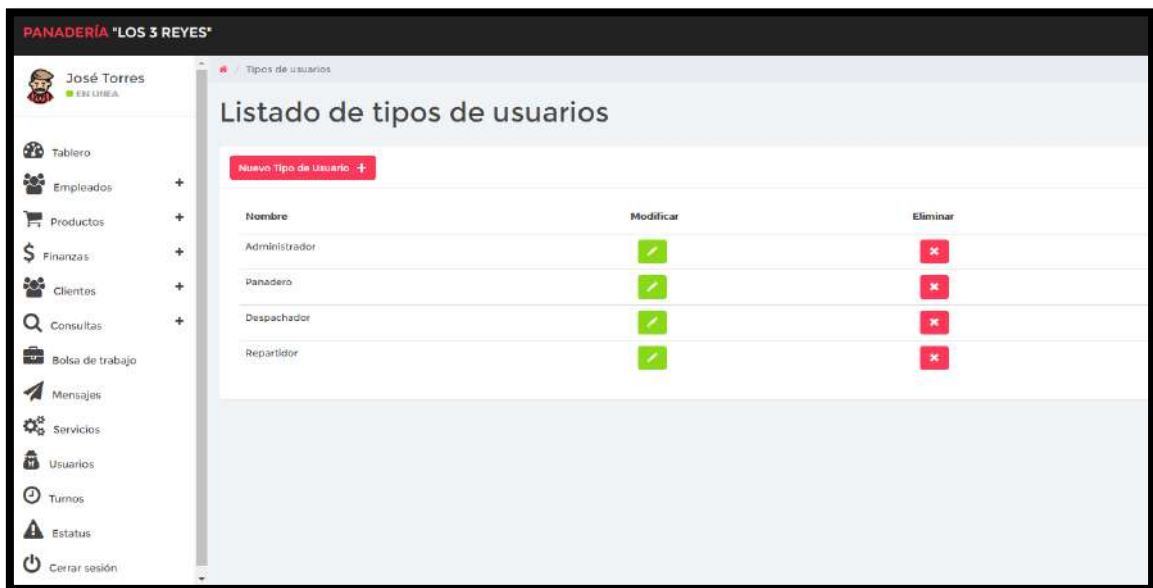 PANADERÍA "LOS 3 REYES"
José Torres
EN LINEA
Tablero
Empleados +
Productos +
Finanzas +
Clientes +
Consultas +
Bolsa de trabajo
Mensajes
Servicios
Usuarios
Turnos
Estatus
Cerrar sesión
/ Tipos de usuarios
Listado de tipos de usuarios
Nuevo Tipo de Usuario +
Nombre Modificar Eliminar
Administrador
Panadero
Despachador
Repartidor